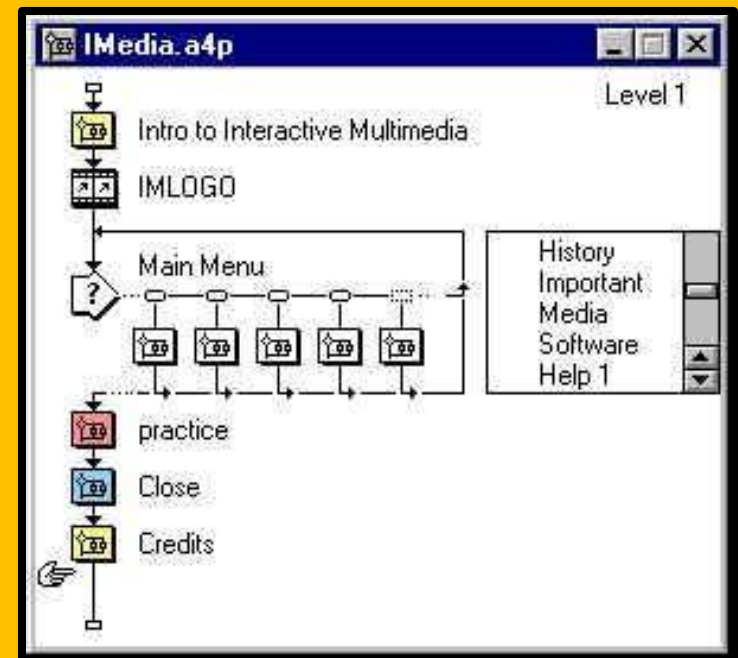 IMedia.a4p
Level 1
Intro to Interactive Multimedia
IMLOGO
Main Menu
?
History
Important
Media
Software
Help 1
practice
Close
Credits